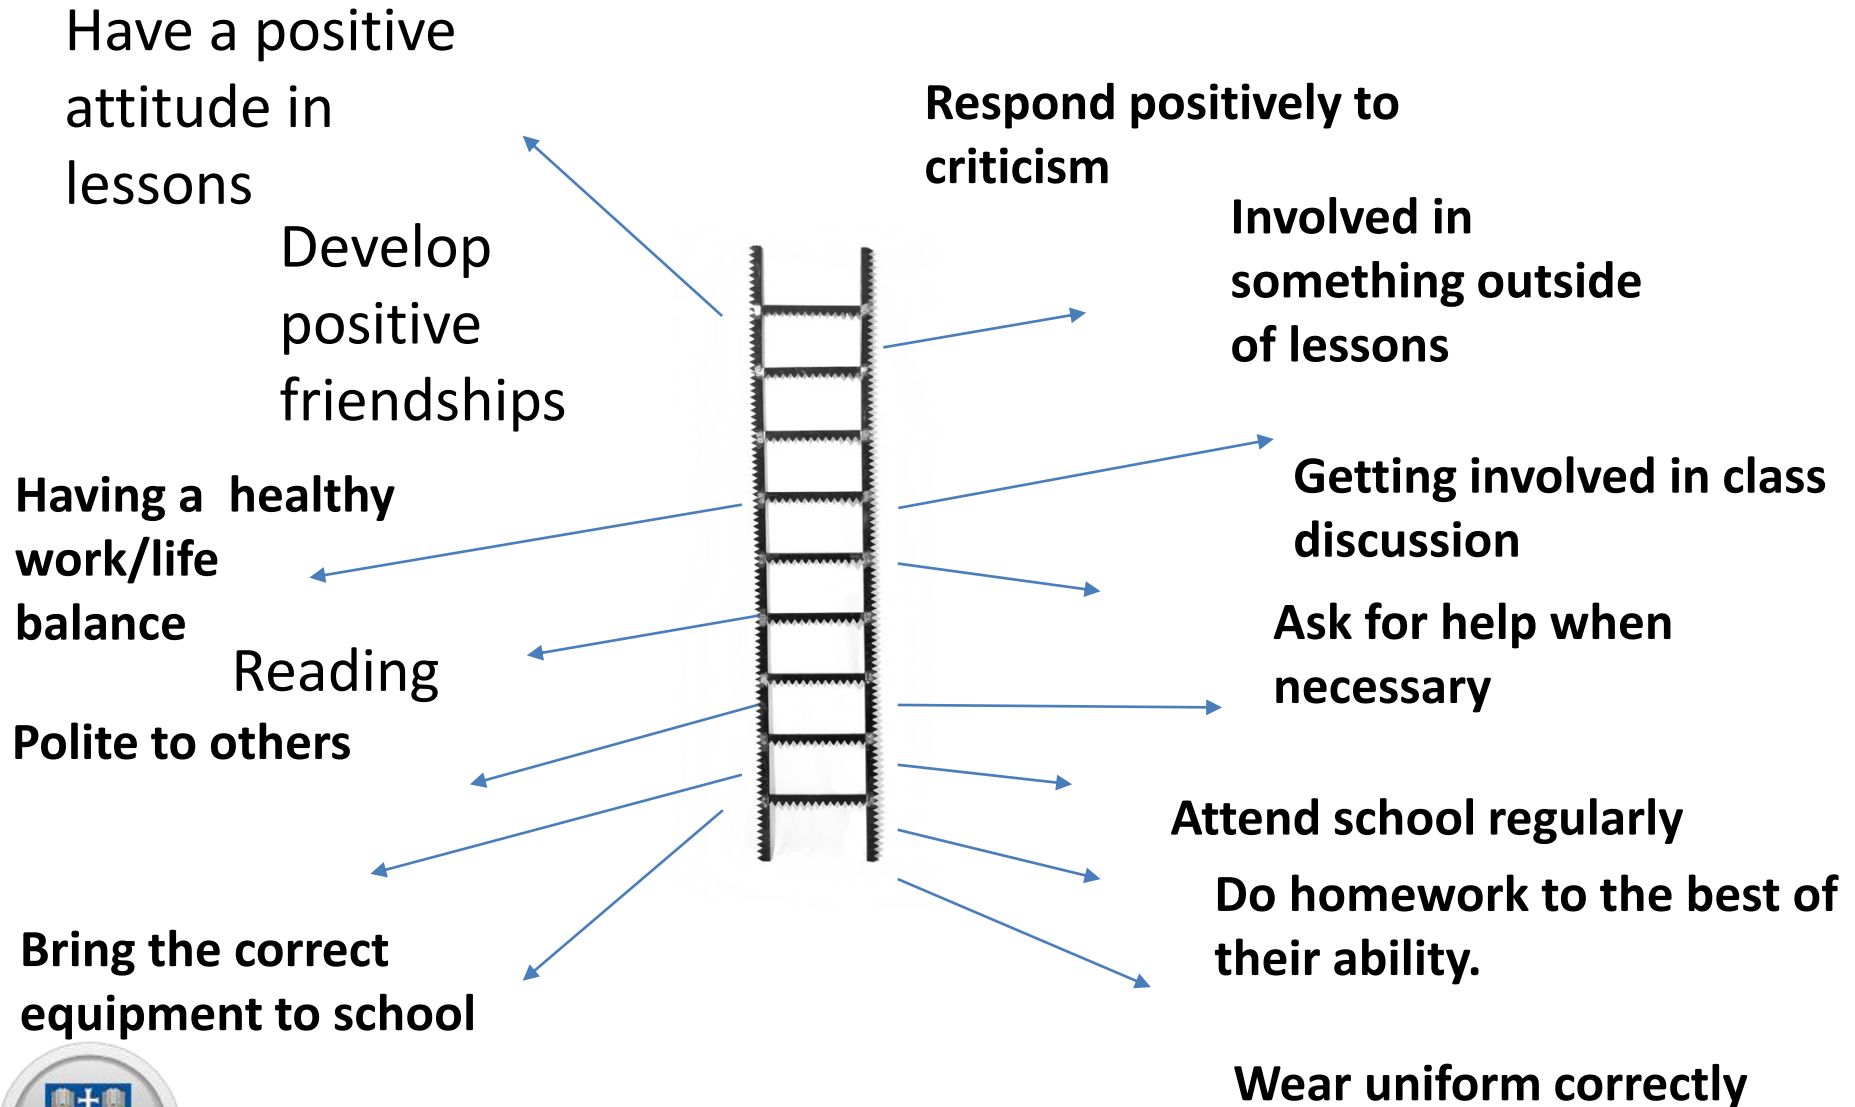 Have a positive
attitude in
lessons
Develop
positive
friendships
Having a  healthy
work/life
balance
Reading
Polite to others
Bring the correct
equipment to school
Respond positively to
criticism
Involved in
something outside
of lessons
Getting involved in class
discussion
Ask for help when
necessary
Attend school regularly
Do homework to the best of
their ability.
Wear uniform correctly